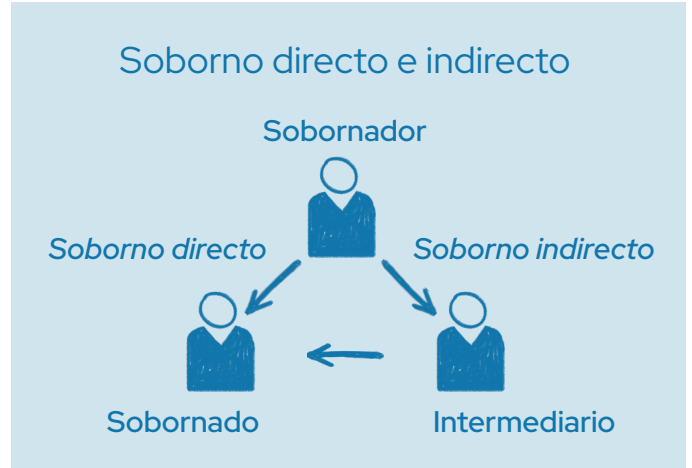 Soborno directo e indirecto
Sobornador
Soborno directo
Soborno indirecto
Sobornado
Intermediario